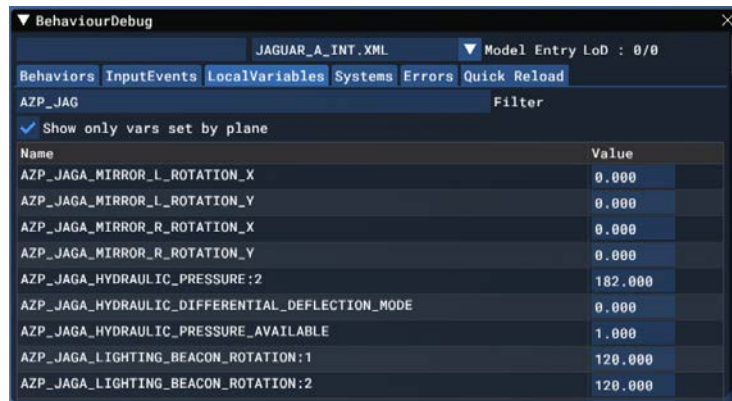 ▼ BehaviourDebug ×
JAGUAR_A_INT.XML ▼ Model Entry LoD : 0/0
Behaviors InputEvents LocalVariables Systems Errors Quick Reload
AZP_JAG Filter
✓ Show only vars set by plane
Name Value
AZP_JAGA_MIRROR_L_ROTATION_X 0.000
AZP_JAGA_MIRROR_L_ROTATION_Y 0.000
AZP_JAGA_MIRROR_R_ROTATION_X 0.000
AZP_JAGA_MIRROR_R_ROTATION_Y 0.000
AZP_JAGA_HYDRAULIC_PRESSURE:2 182.000
AZP_JAGA_HYDRAULIC_DIFFERENTIAL_DEFLECTION_MODE 0.000
AZP_JAGA_HYDRAULIC_PRESSURE_AVAILABLE 1.000
AZP_JAGA_LIGHTING_BEACON_ROTATION:1 120.000
AZP_JAGA_LIGHTING_BEACON_ROTATION:2 120.000